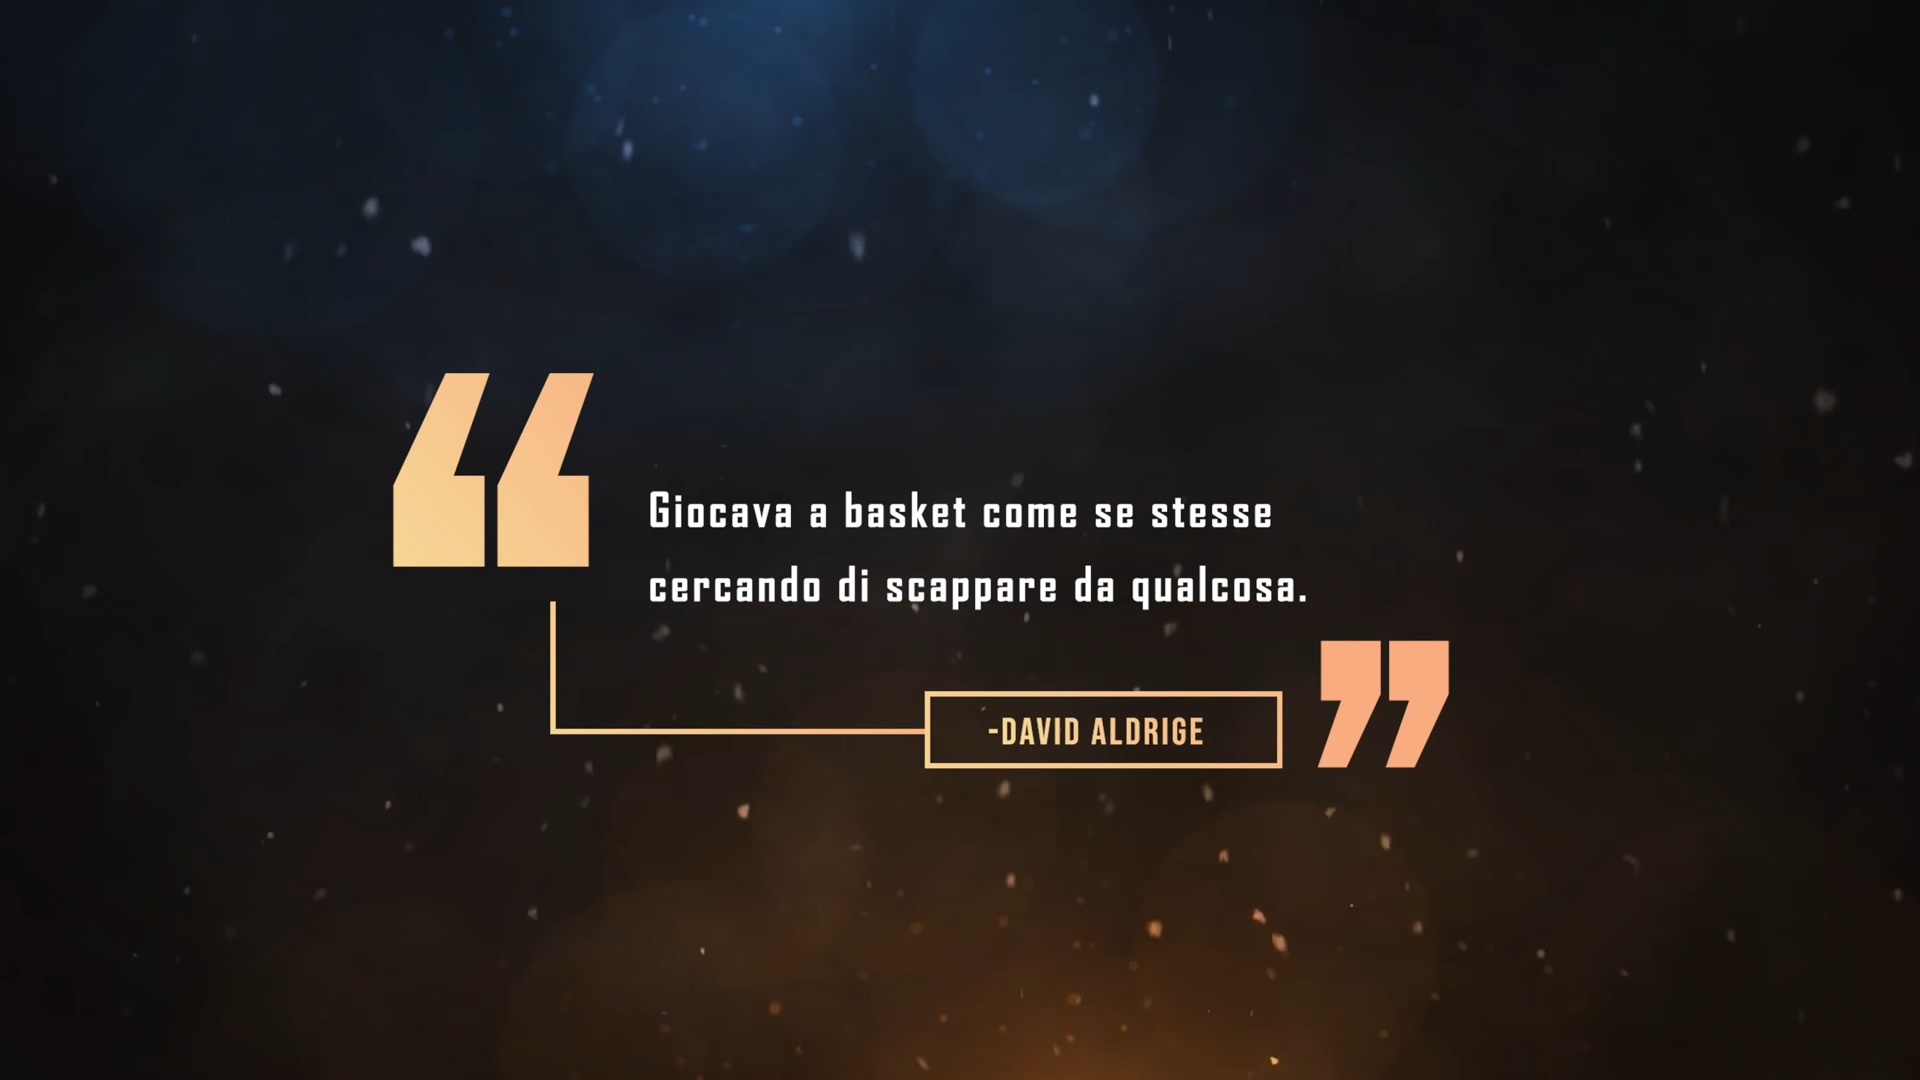 Giocava a basket come se stesse
cercando di scappare da qualcosa.
-DAVID ALDRIGE